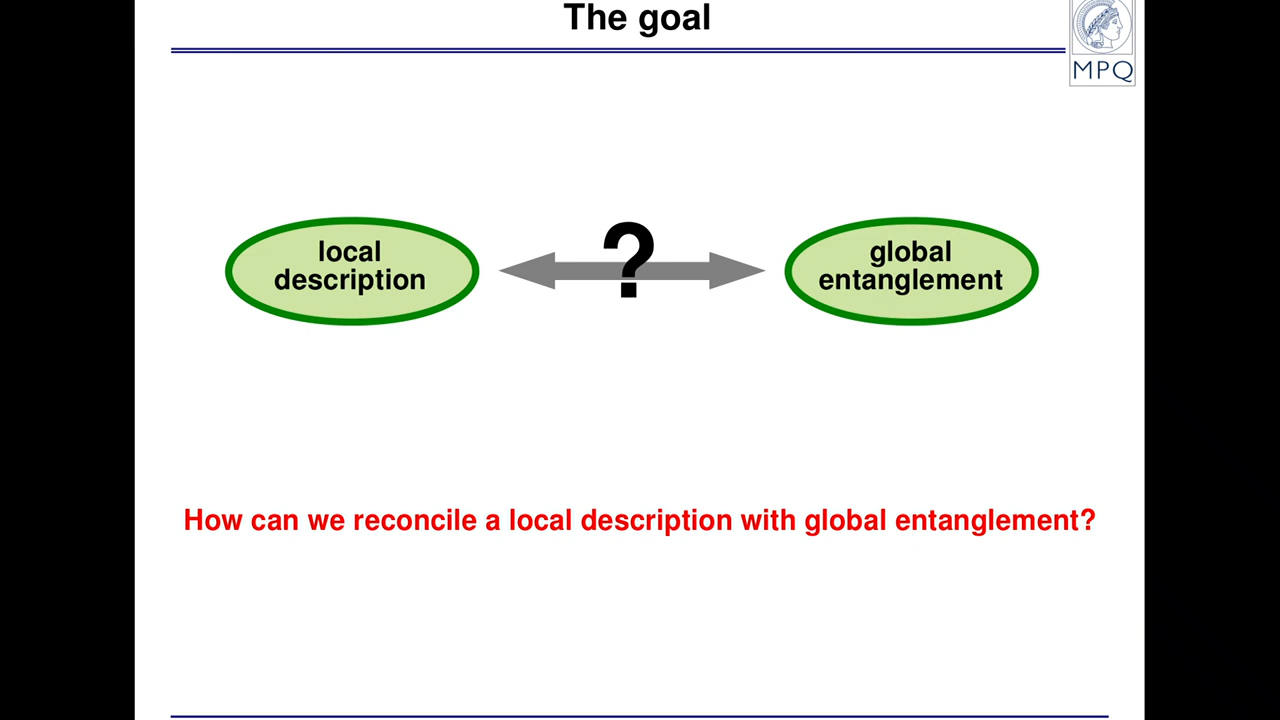 The goal
MPQ
local
description
?
global
entanglement
How can we reconcile a local description with global entanglement?